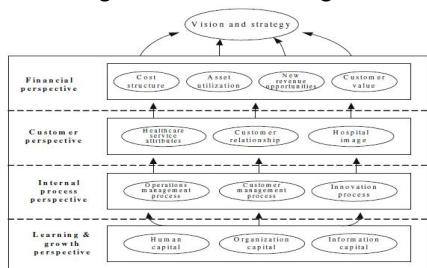 Vision and strategy
Financial
perspective
Cost
structure
Asset
utilization
New
revenue
opportunities
Customer
value
Customer
perspective
Healthcare
service
attributes
Customer
relationship
Hospital
image
Internal
process
perspective
Operations
management
process
Customer
management
process
Innovation
process
Learning &
growth
perspective
Human
capital
Organization
capital
Information
capital